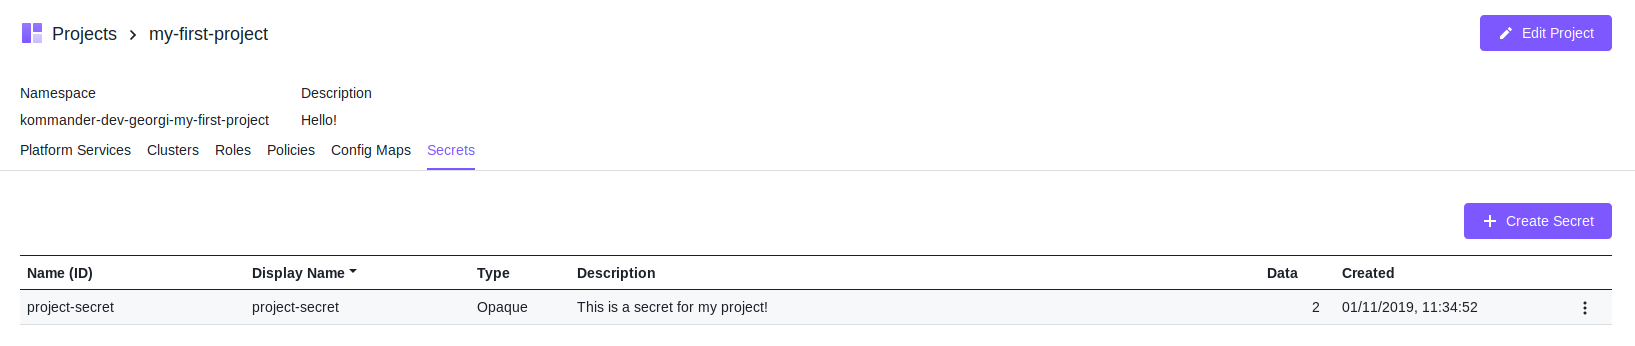 Projects > my-first-project
Edit Project
Namespace Description
kommander-dev-georgi-my-first-project Hello!
Platform Services Clusters Roles Policies Config Maps Secrets
Create Secret
Name (ID) Display Name Type Description Data Created
project-secret project-secret Opaque This is a secret for my project! 2 01/11/2019, 11:34:52